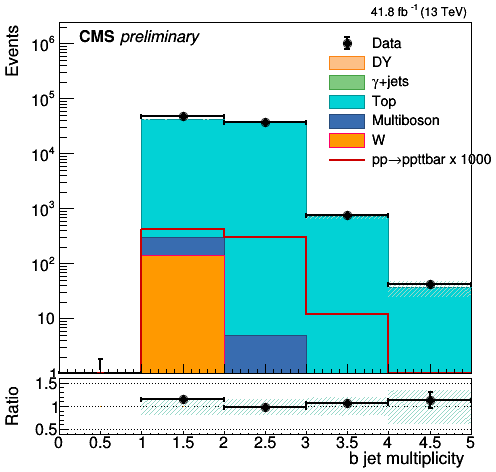 41.8 fb⁻¹ (13 TeV)
CMS preliminary
Events
10⁶
10⁵
10⁴
10³
10²
10
1
Data
DY
γ+jets
Top
Multiboson
W
pp→ppttbar x 1000
Ratio
1.5
1
0.5
0 0.5 1 1.5 2 2.5 3 3.5 4 4.5 5
b jet multiplicity